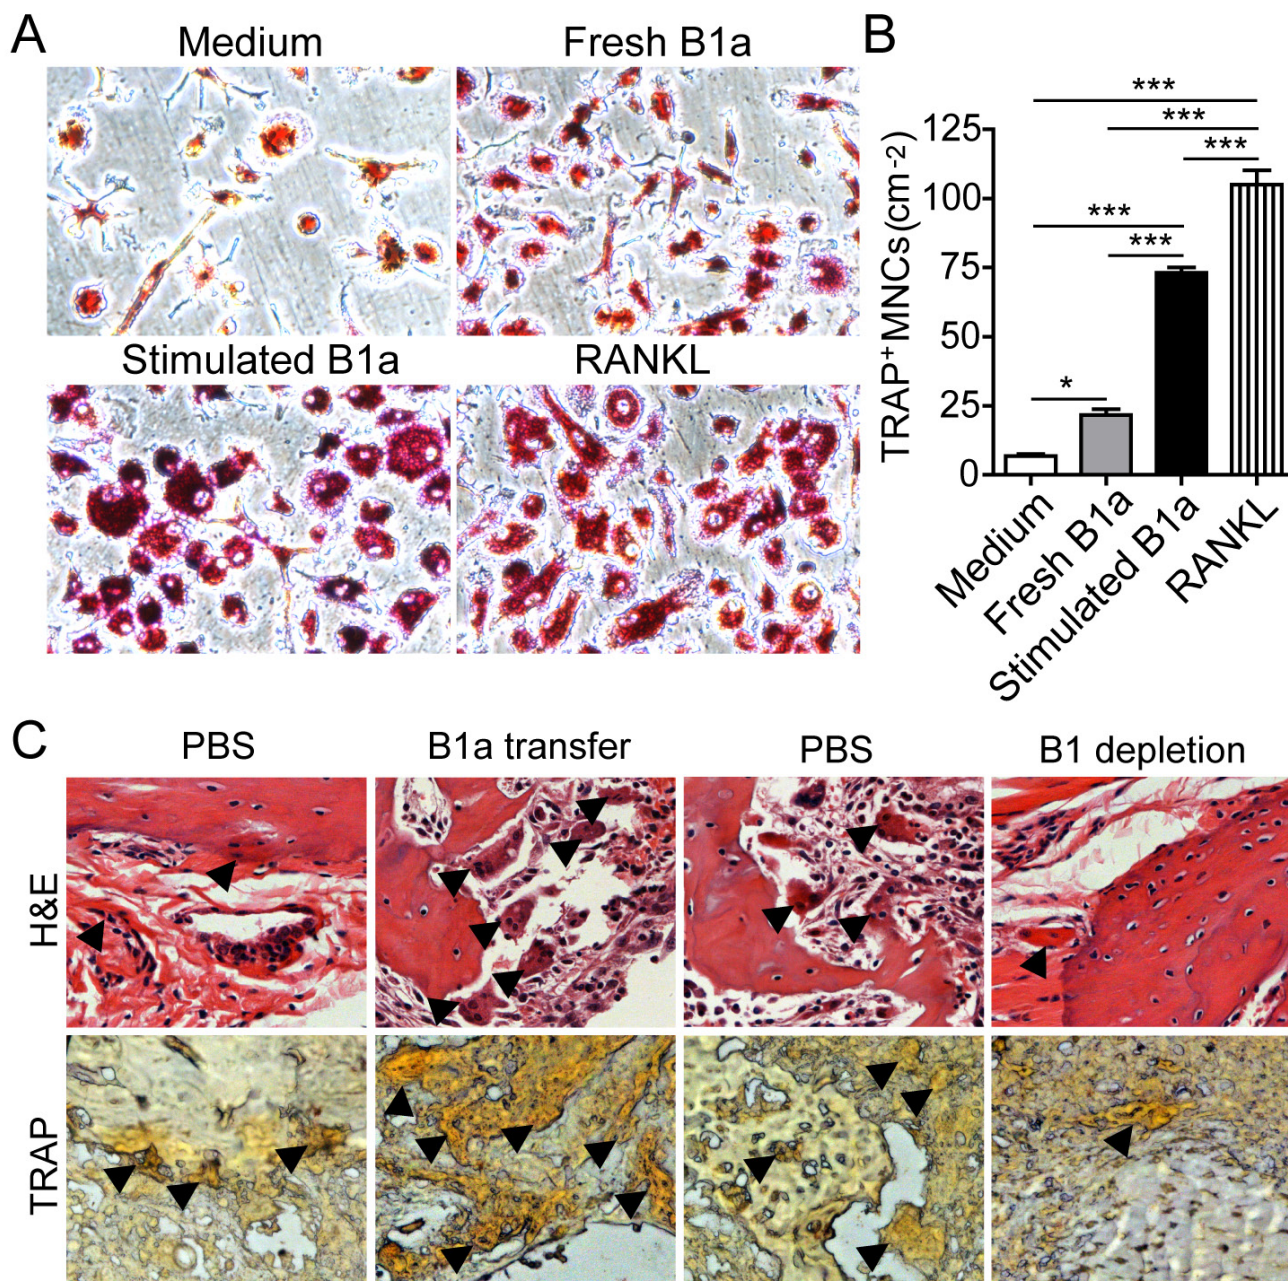 A
Medium
Fresh B1a
Stimulated B1a
RANKL
B
TRAP⁺MNCs (cm⁻²)
125
100
75
50
25
0
***
***
***
***
***
*
Medium
Fresh B1a
Stimulated B1a
RANKL
C
PBS
B1a transfer
PBS
B1 depletion
H&E
TRAP